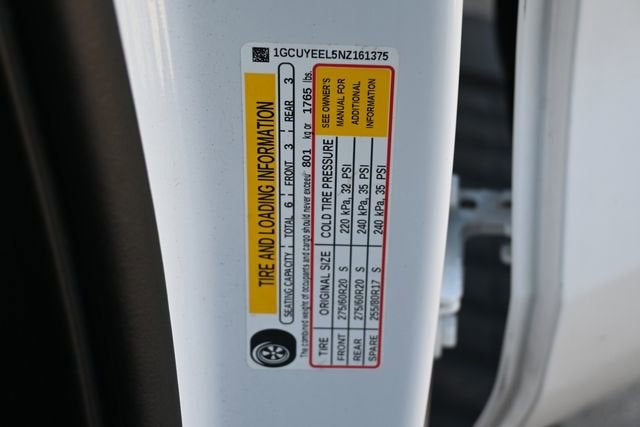 1GCUYEEL5NZ161375
TIRE AND LOADING INFORMATION
SEATING CAPACITY TOTAL 6 FRONT 3 REAR 3
The combined weight of occupants and cargo should never exceed 801 kg or 1765 lbs.
TIRE ORIGINAL SIZE COLD TIRE PRESSURE SEE OWNER'S
FRONT 275/60R20 S 220 kPa, 32 PSI MANUAL FOR
REAR 275/60R20 S 240 kPa, 35 PSI ADDITIONAL
SPARE 255/80R17 S 240 kPa, 35 PSI INFORMATION